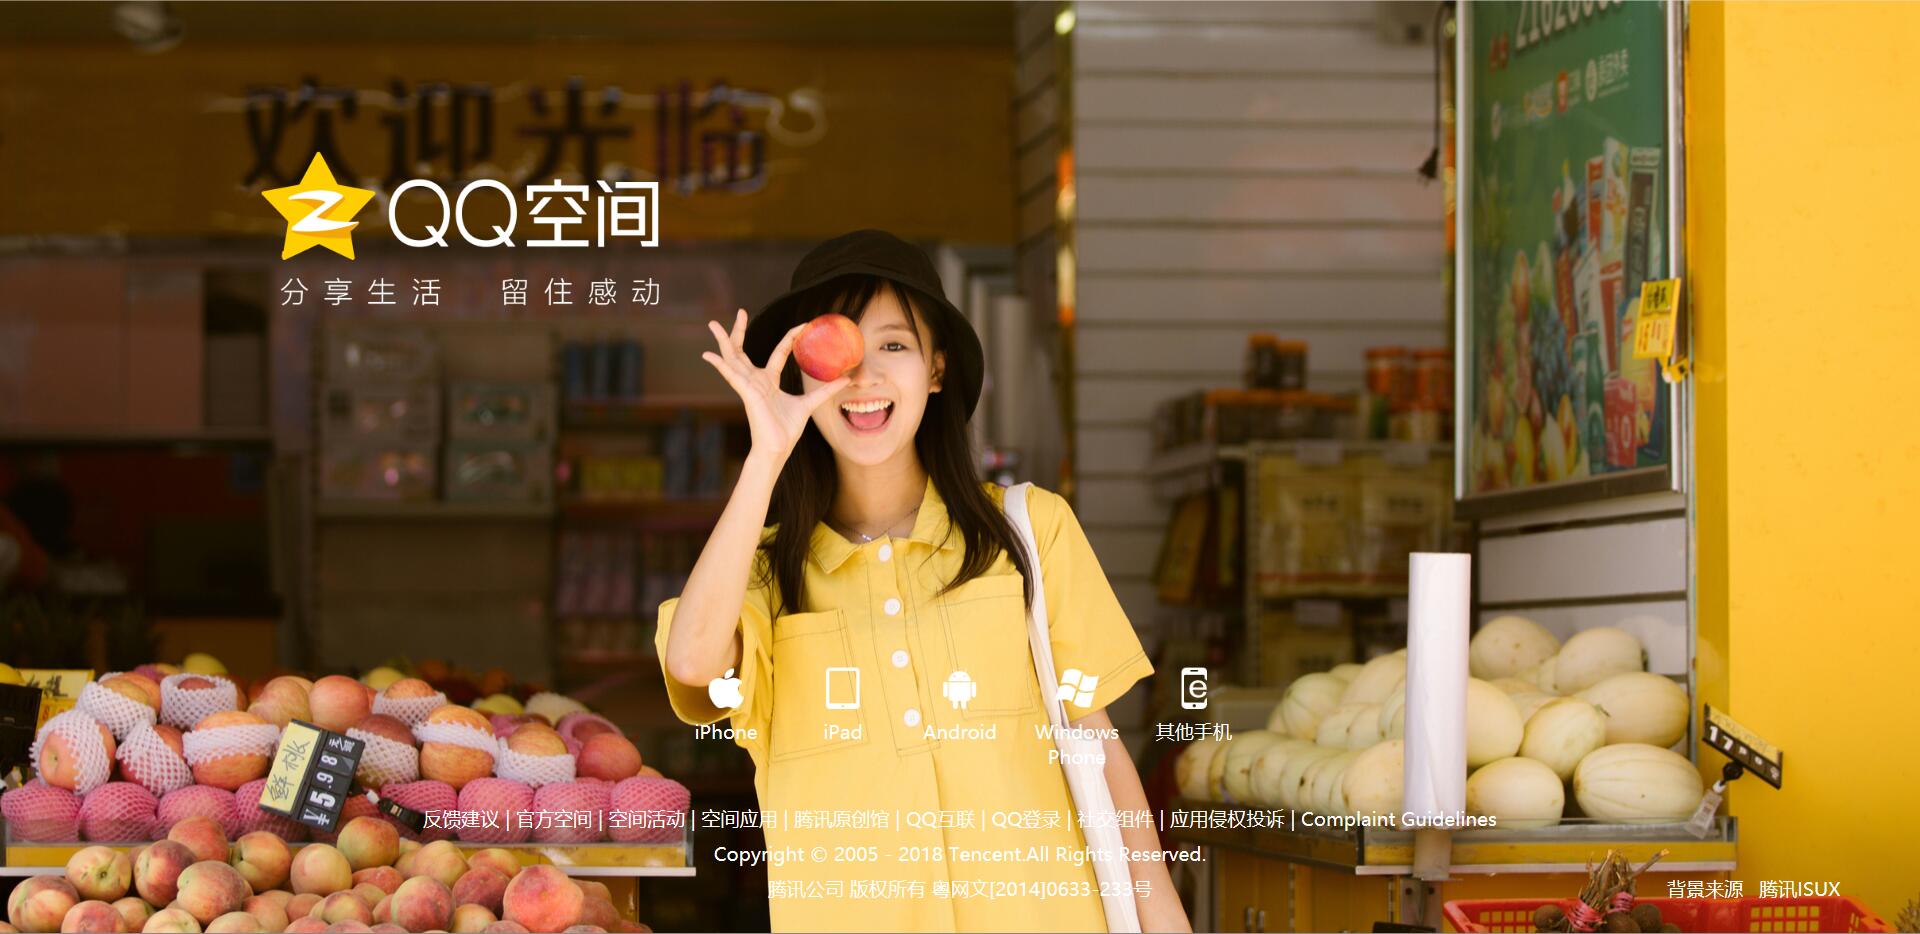 欢迎光临
QQ空间
分享生活 留住感动
iPhone
iPad
Android
Windows Phone
其他手机
鲜桃
¥5.98
反馈建议 | 官方空间 | 空间活动 | 空间应用 | 腾讯原创馆 | QQ互联 | QQ登录 | 社交组件 | 应用侵权投诉 | Complaint Guidelines
Copyright © 2005 - 2018 Tencent.All Rights Reserved.
腾讯公司 版权所有 粤网文[2014]0633-233号
背景来源 腾讯ISUX